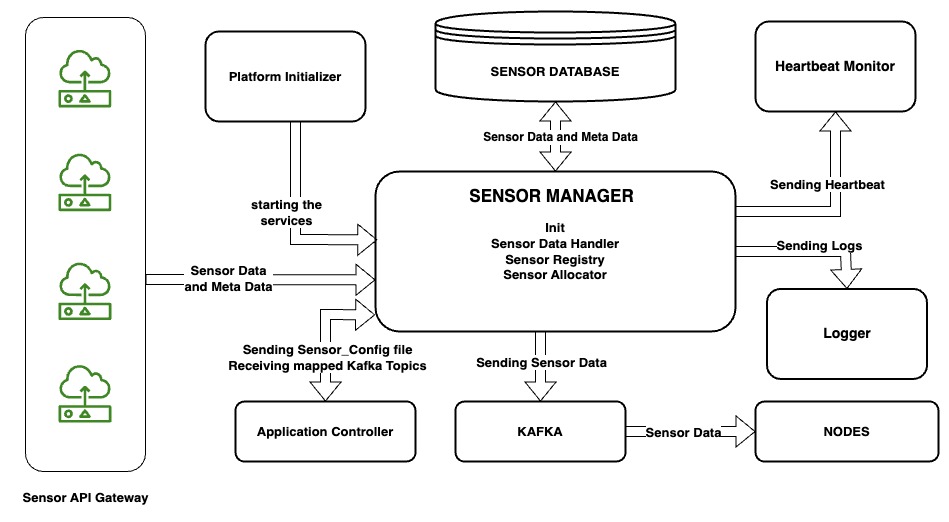 Platform Initializer
SENSOR DATABASE
Heartbeat Monitor
Sensor Data and Meta Data
starting the
services
SENSOR MANAGER
Init
Sensor Data Handler
Sensor Registry
Sensor Allocator
Sending Heartbeat
Sending Logs
Sensor Data
and Meta Data
Logger
Sending Sensor_Config file
Receiving mapped Kafka Topics
Sending Sensor Data
Application Controller
KAFKA
Sensor Data
NODES
Sensor API Gateway